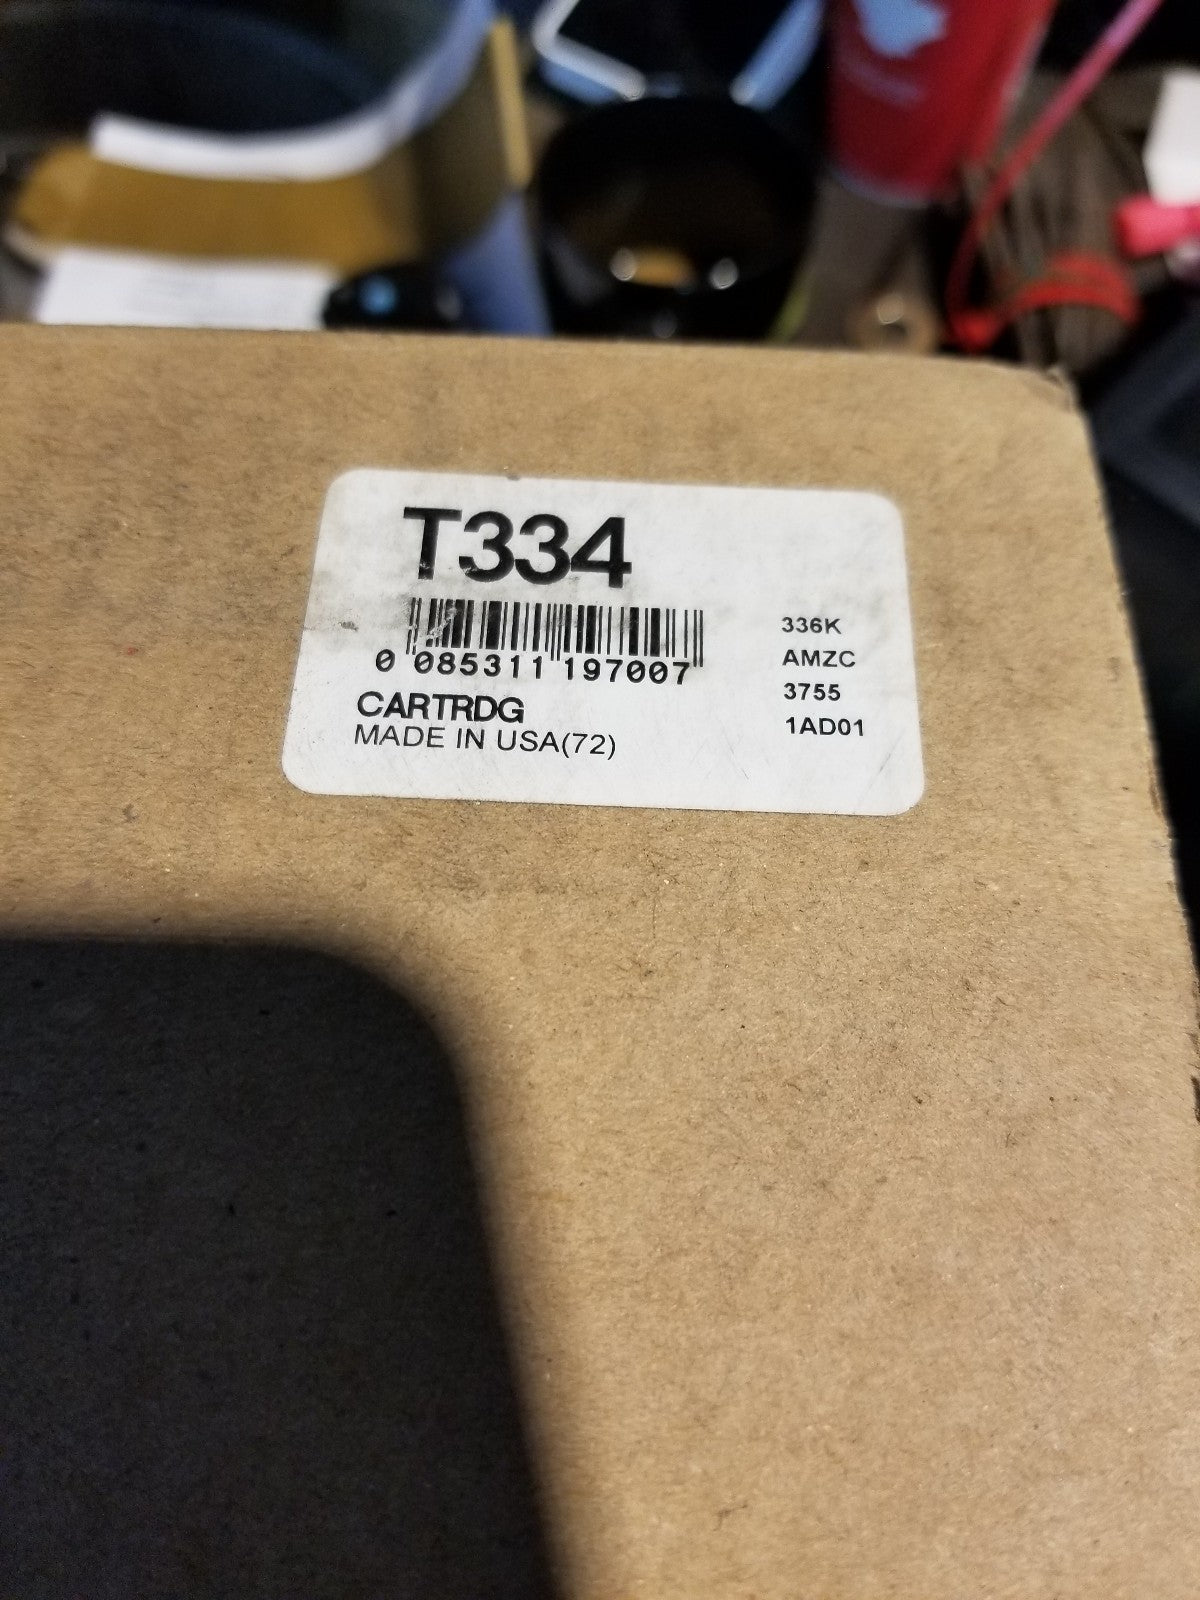 T334
0 085311 197007
CARTRDG
MADE IN USA(72)
336K
AMZC
3755
1AD01